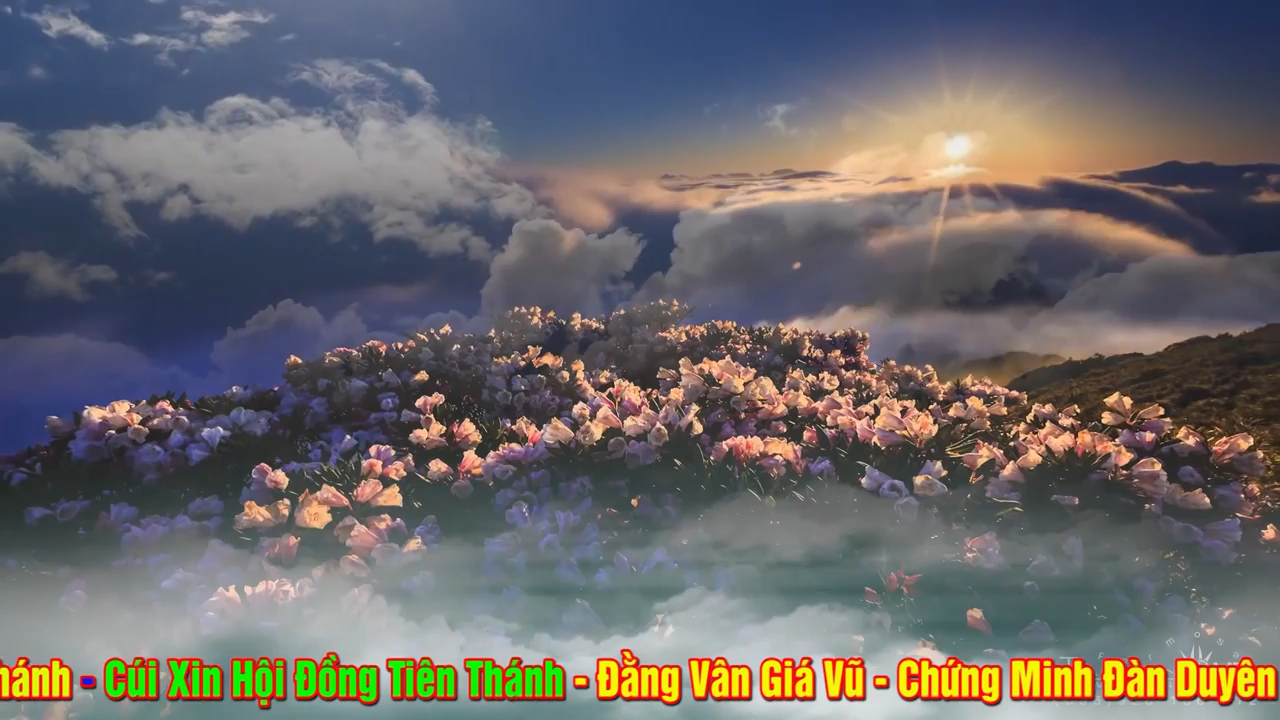 hánh - Cúi Xin Hội Đồng Tiên Thánh - Đằng Vân Giá Vũ - Chứng Minh Đàn Duyên